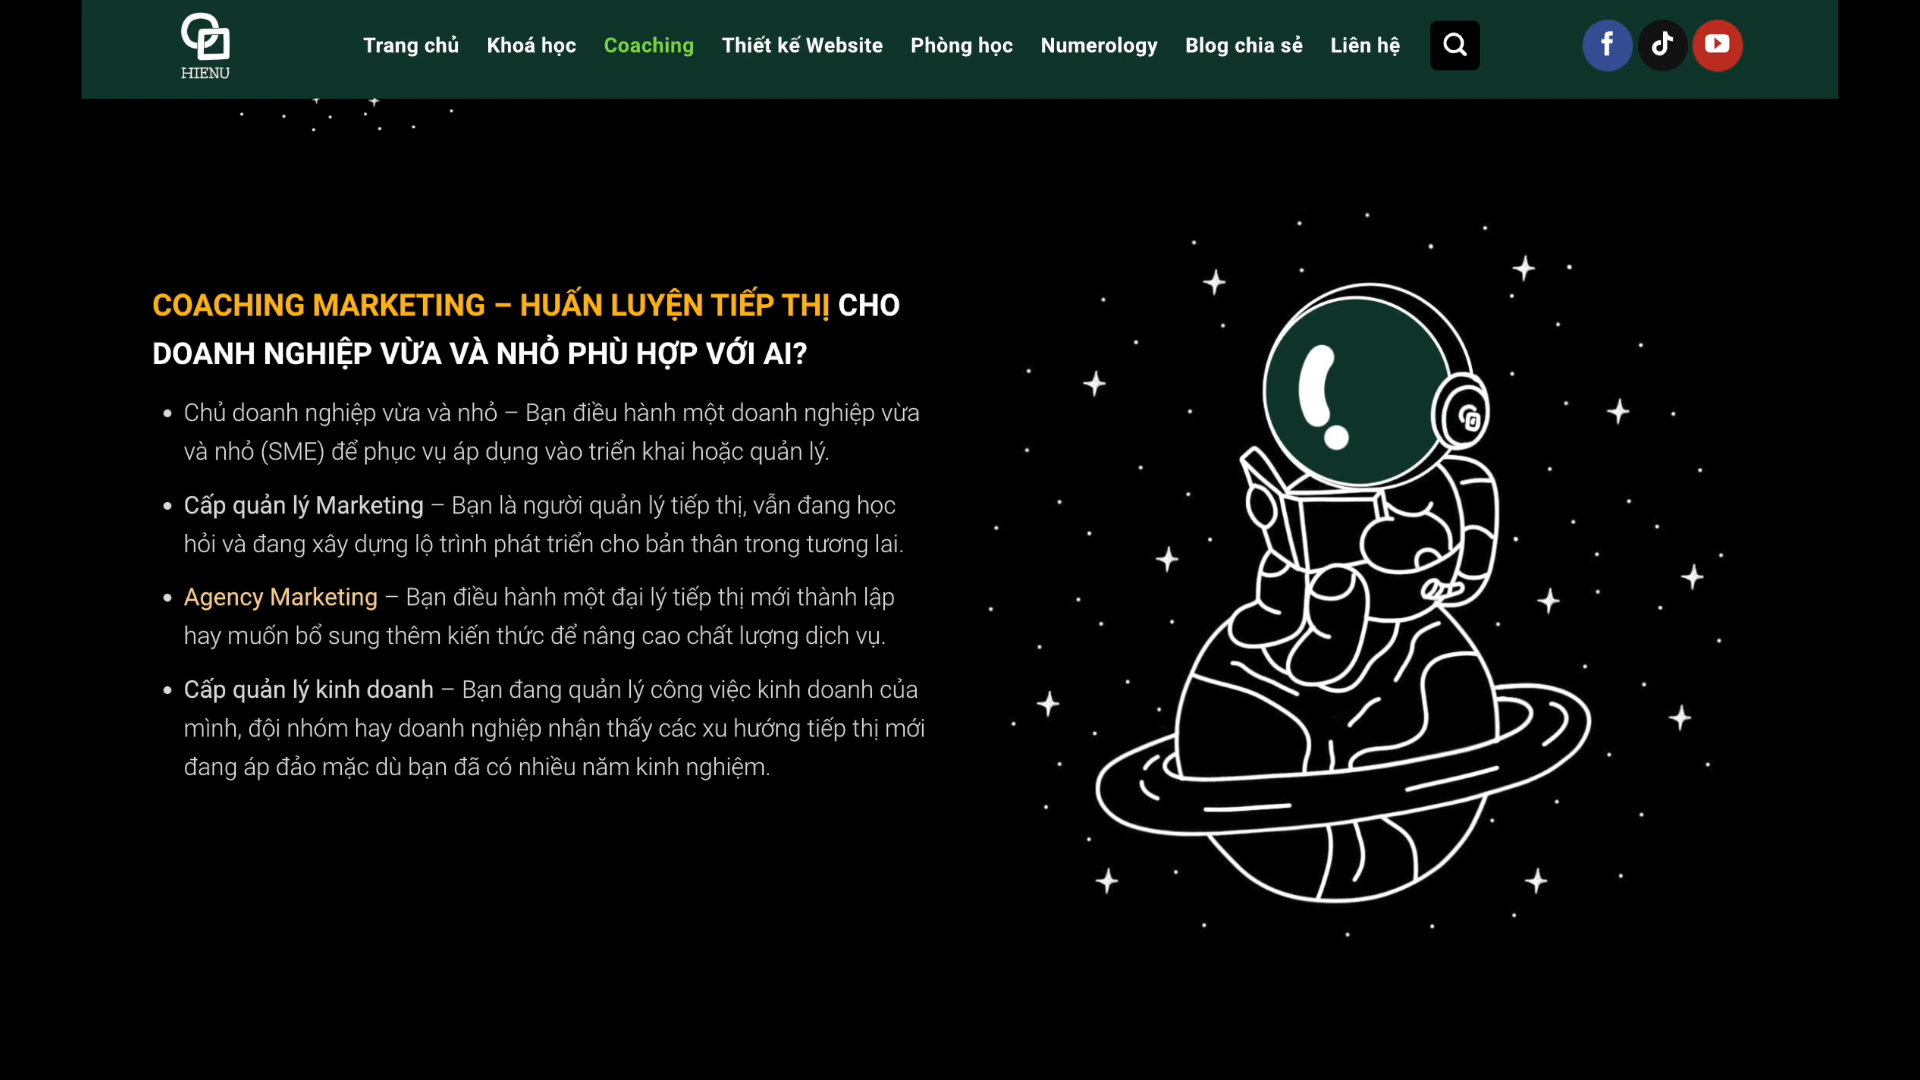 HIENU
Trang chủ
Khoá học
Coaching
Thiết kế Website
Phòng học
Numerology
Blog chia sẻ
Liên hệ
COACHING MARKETING – HUẤN LUYỆN TIẾP THỊ CHO
DOANH NGHIỆP VỪA VÀ NHỎ PHÙ HỢP VỚI AI?
Chủ doanh nghiệp vừa và nhỏ – Bạn điều hành một doanh nghiệp vừa
và nhỏ (SME) để phục vụ áp dụng vào triển khai hoặc quản lý.
Cấp quản lý Marketing – Bạn là người quản lý tiếp thị, vẫn đang học
hỏi và đang xây dựng lộ trình phát triển cho bản thân trong tương lai.
Agency Marketing – Bạn điều hành một đại lý tiếp thị mới thành lập
hay muốn bổ sung thêm kiến thức để nâng cao chất lượng dịch vụ.
Cấp quản lý kinh doanh – Bạn đang quản lý công việc kinh doanh của
mình, đội nhóm hay doanh nghiệp nhận thấy các xu hướng tiếp thị mới
đang áp đảo mặc dù bạn đã có nhiều năm kinh nghiệm.